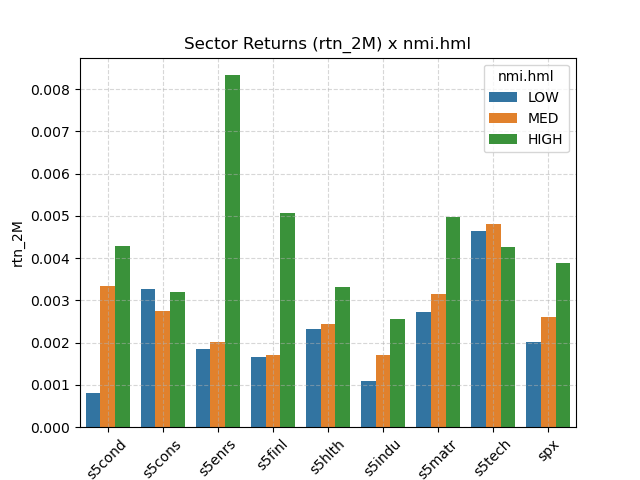 Sector Returns (rtn_2M) x nmi.hml
nmi.hml
LOW
MED
HIGH
rtn_2M
0.008
0.007
0.006
0.005
0.004
0.003
0.002
0.001
0.000
s5cond
s5cons
s5enrs
s5finl
s5hlth
s5indu
s5matr
s5tech
spx